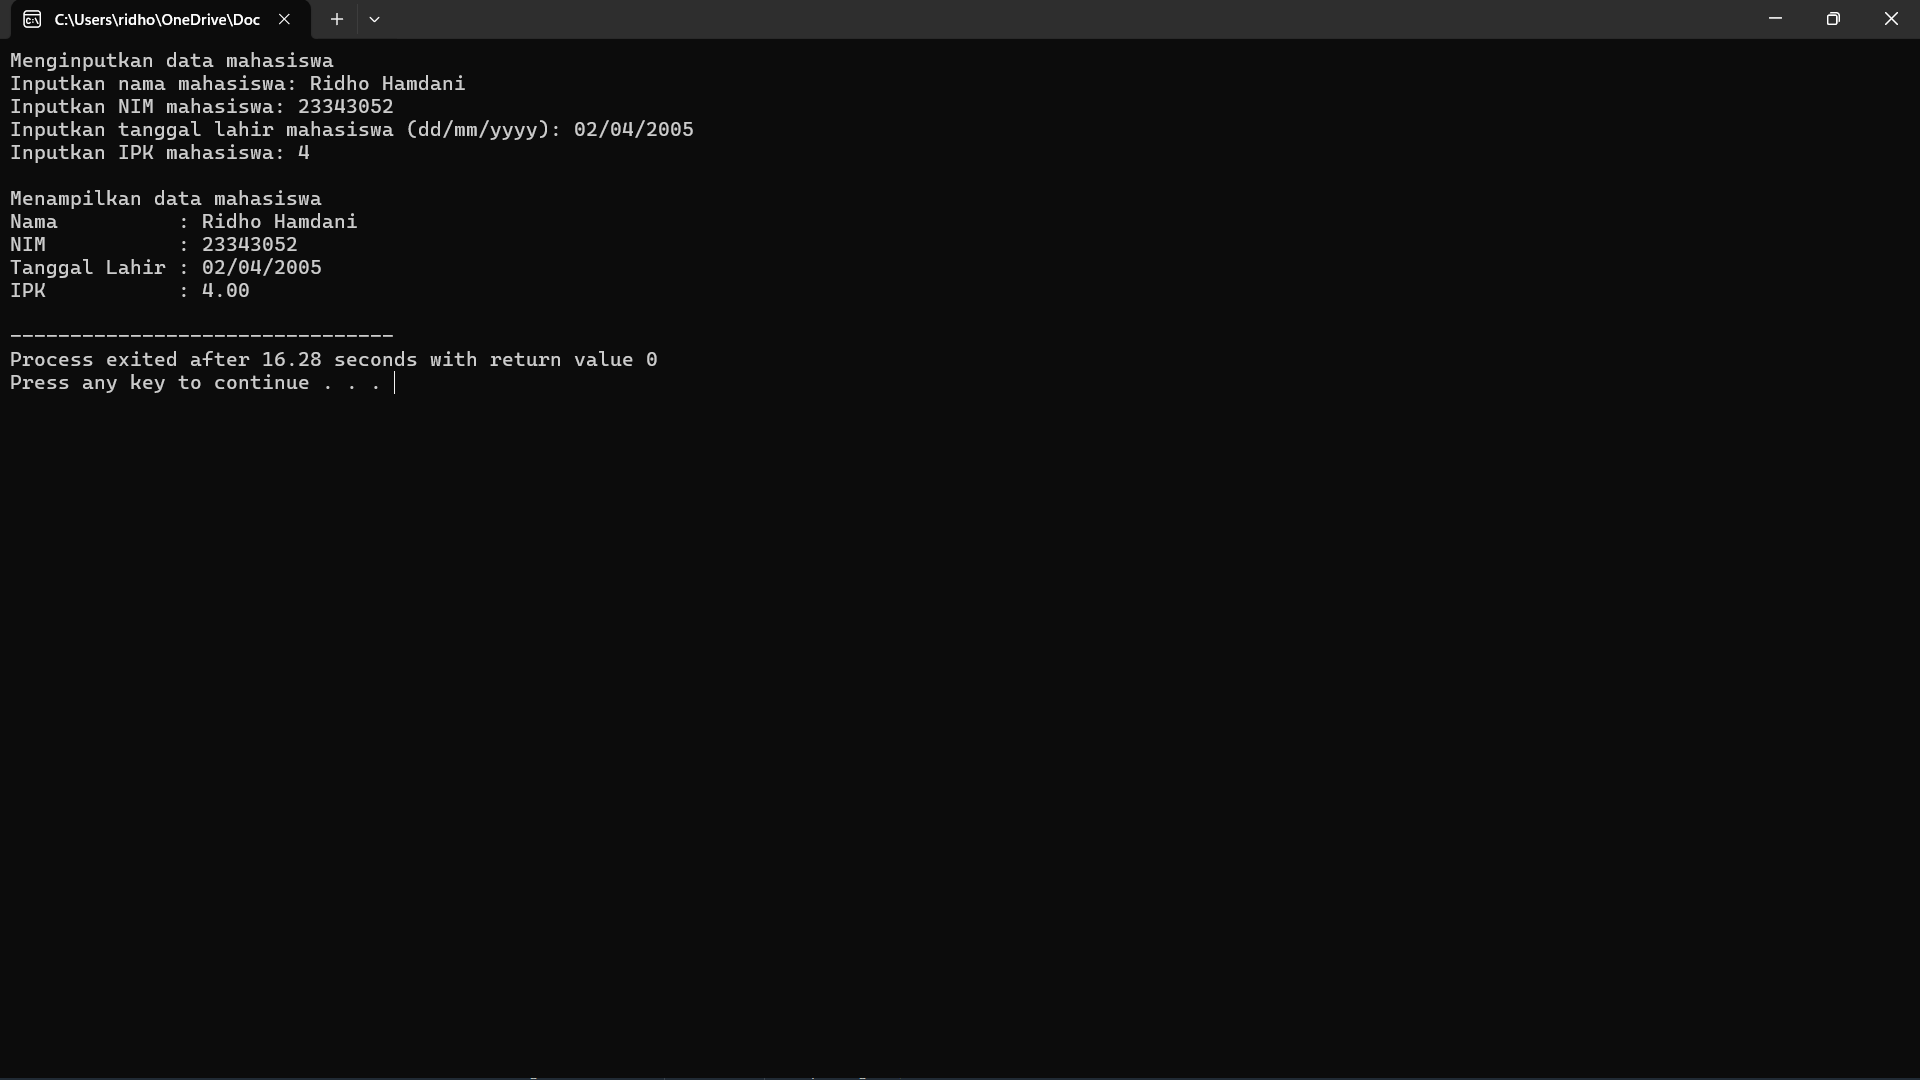 C:\Users\ridho\OneDrive\Doc
Menginputkan data mahasiswa
Inputkan nama mahasiswa: Ridho Hamdani
Inputkan NIM mahasiswa: 23343052
Inputkan tanggal lahir mahasiswa (dd/mm/yyyy): 02/04/2005
Inputkan IPK mahasiswa: 4
Menampilkan data mahasiswa
Nama          : Ridho Hamdani
NIM           : 23343052
Tanggal Lahir : 02/04/2005
IPK           : 4.00
--------------------------------
Process exited after 16.28 seconds with return value 0
Press any key to continue . . .